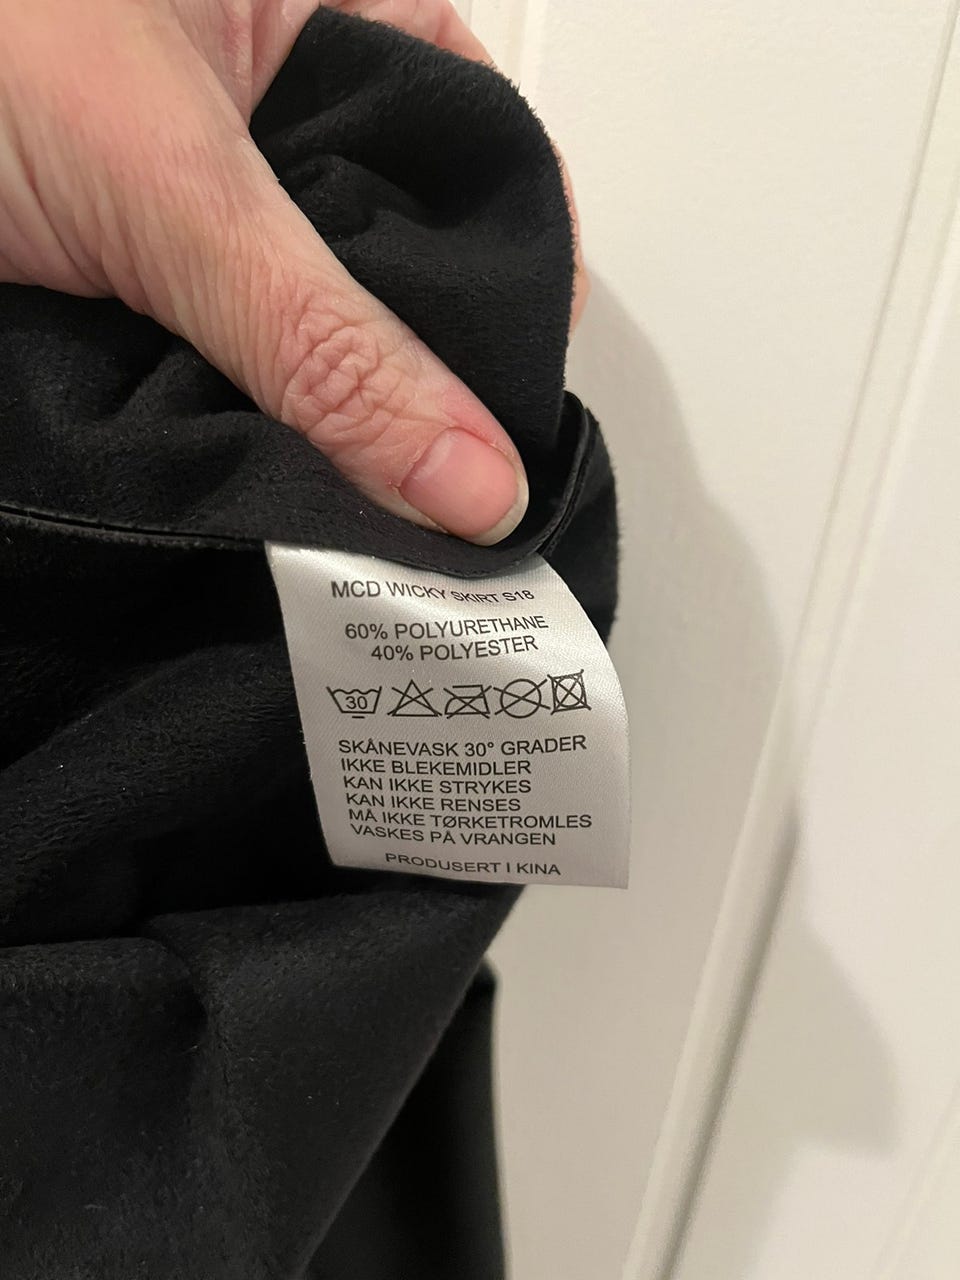 MCD WICKY SKIRT S18
60% POLYURETHANE
40% POLYESTER
30
SKÅNEVASK 30° GRADER
IKKE BLEKEMIDLER
KAN IKKE STRYKES
KAN IKKE RENSES
MÅ IKKE TØRKETROMLES
VASKES PÅ VRANGEN
PRODUSERT I KINA